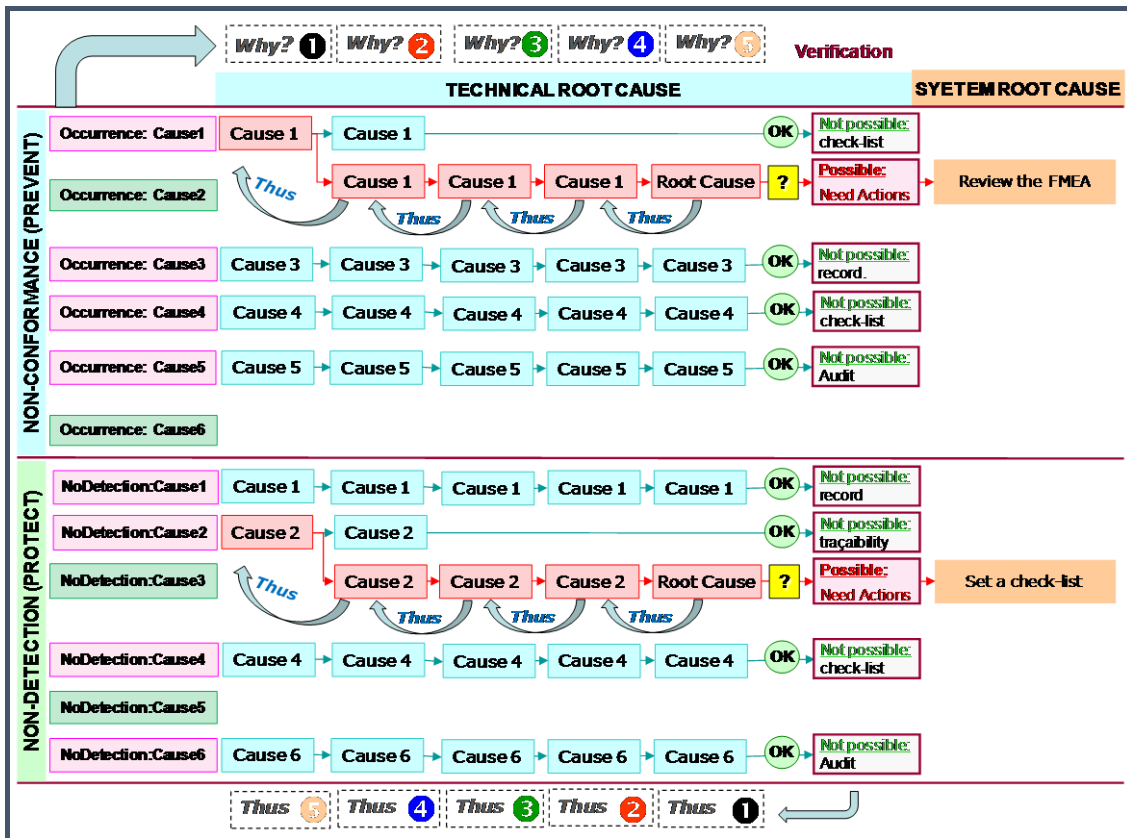 Why? 1 Why? 2 Why? 3 Why? 4 Why? 5
Verification
TECHNICAL ROOT CAUSE
SYETEM ROOT CAUSE
NON-CONFORMANCE (PREVENT)
Occurrence: Cause1
Cause 1
Cause 1
OK
Not possible:
check-list
Occurrence: Cause2
Thus
Cause 1
Cause 1
Cause 1
Root Cause
?
Possible:
Need Actions
Review the FMEA
Thus
Thus
Thus
Occurrence: Cause3
Cause 3
Cause 3
Cause 3
Cause 3
Cause 3
OK
Not possible:
record.
Occurrence: Cause4
Cause 4
Cause 4
Cause 4
Cause 4
Cause 4
OK
Not possible:
check-list
Occurrence: Cause5
Cause 5
Cause 5
Cause 5
Cause 5
Cause 5
OK
Not possible:
Audit
Occurrence: Cause6
NON-DETECTION (PROTECT)
NoDetection:Cause1
Cause 1
Cause 1
Cause 1
Cause 1
Cause 1
OK
Not possible:
record
NoDetection:Cause2
Cause 2
Cause 2
OK
Not possible:
traçaibility
NoDetection:Cause3
Thus
Cause 2
Cause 2
Cause 2
Root Cause
?
Possible:
Need Actions
Set a check-list
Thus
Thus
Thus
NoDetection:Cause4
Cause 4
Cause 4
Cause 4
Cause 4
Cause 4
OK
Not possible:
check-list
NoDetection:Cause5
NoDetection:Cause6
Cause 6
Cause 6
Cause 6
Cause 6
Cause 6
OK
Not possible:
Audit
Thus 5 Thus 4 Thus 3 Thus 2 Thus 1